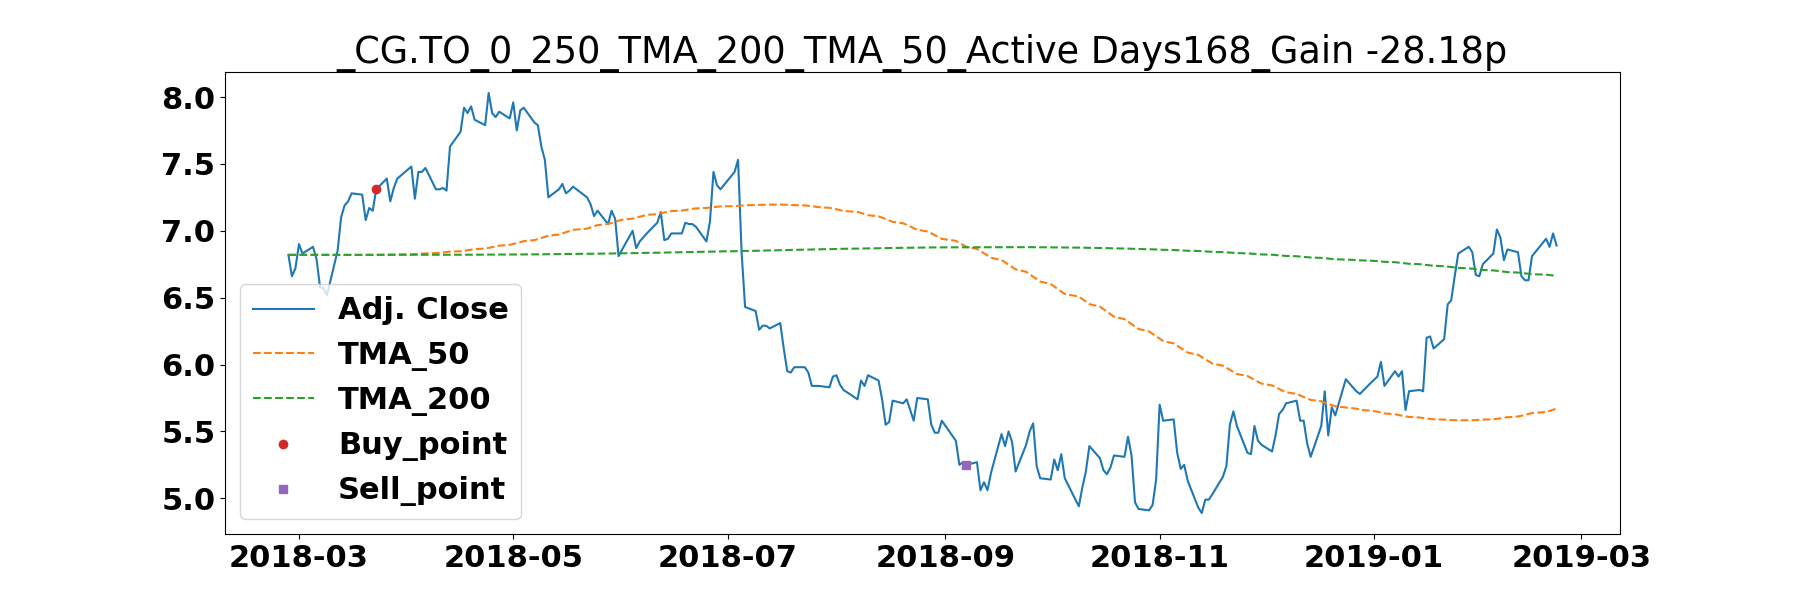 _CG.TO_0_250_TMA_200_TMA_50_Active Days168_Gain -28.18p
8.0
7.5
7.0
6.5
6.0
5.5
5.0
Adj. Close
TMA_50
TMA_200
Buy_point
Sell_point
2018-03 2018-05 2018-07 2018-09 2018-11 2019-01 2019-03